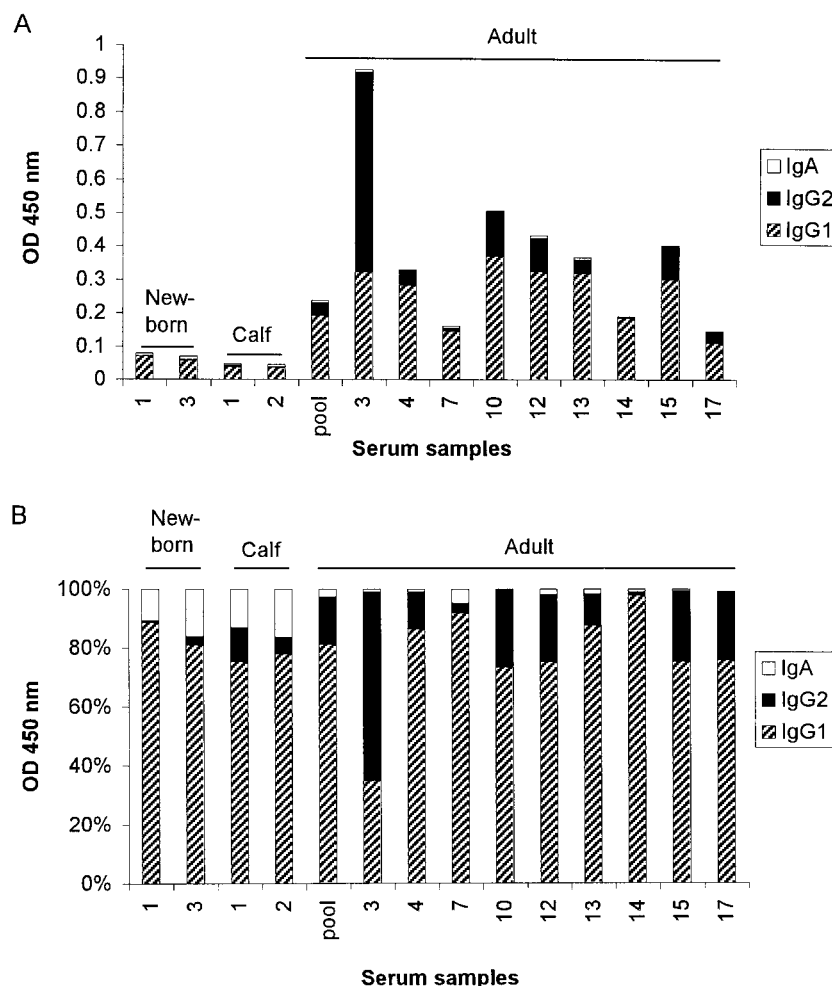 A
Adult
1
0.9
0.8
0.7
0.6
0.5
0.4
0.3
0.2
0.1
0
OD 450 nm
New-
born
Calf
IgA
IgG2
IgG1
1 3 1 2 pool 3 4 7 10 12 13 14 15 17
Serum samples
B
New-
born
Calf
Adult
100%
80%
60%
40%
20%
0%
OD 450 nm
IgA
IgG2
IgG1
1 3 1 2 pool 3 4 7 10 12 13 14 15 17
Serum samples